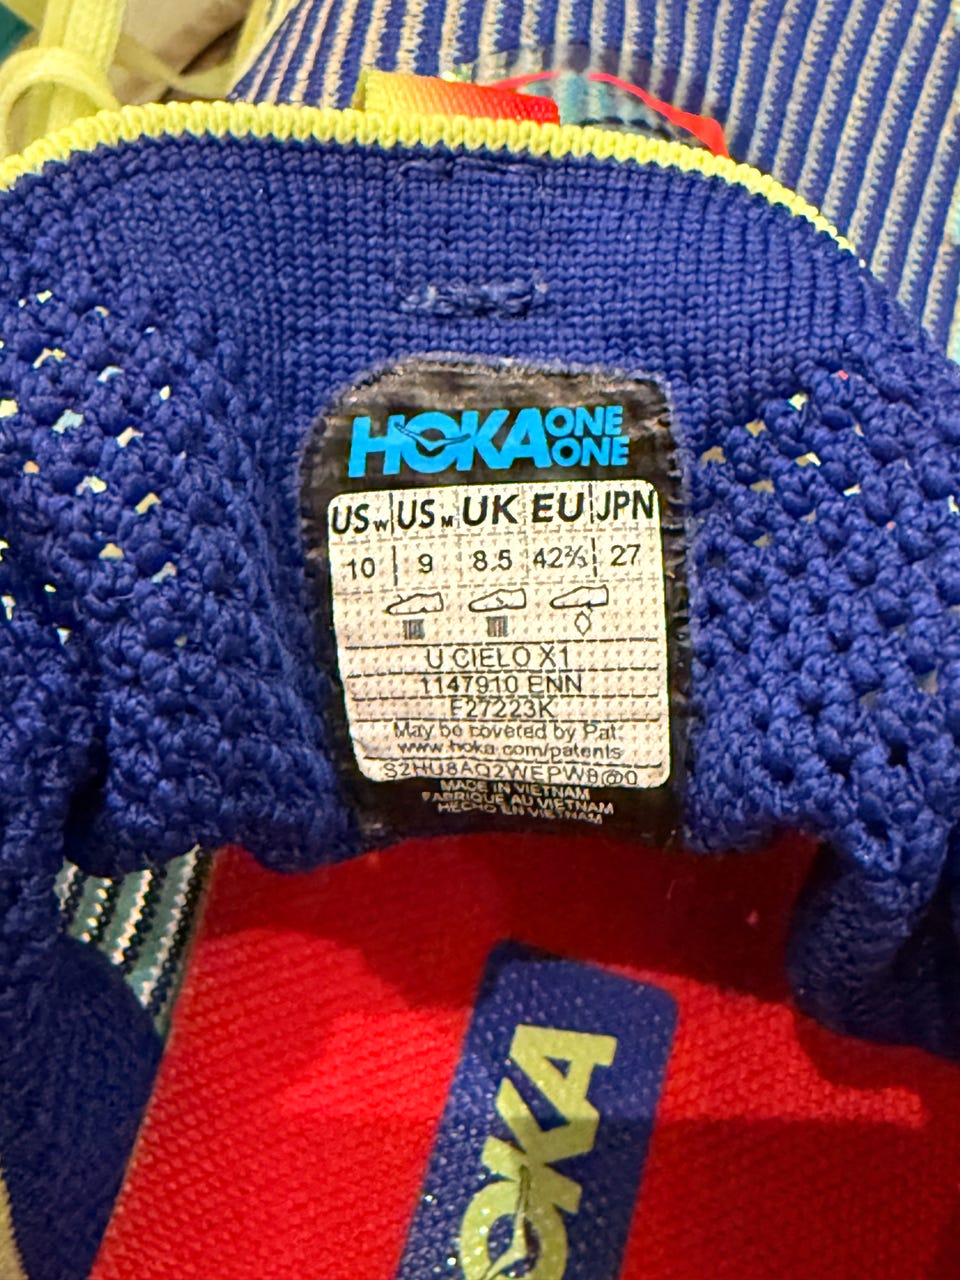 HOKA ONE ONE
US W US M UK EU JPN
10 9 8.5 42⅔ 27
U CIELO X1
1147910 ENN
F27223K
May be covered by Pat:
www.hoka.com/patents
MADE IN VIETNAM
FABRIQUE AU VIETNAM
HECHO EN VIETNAM
OKA